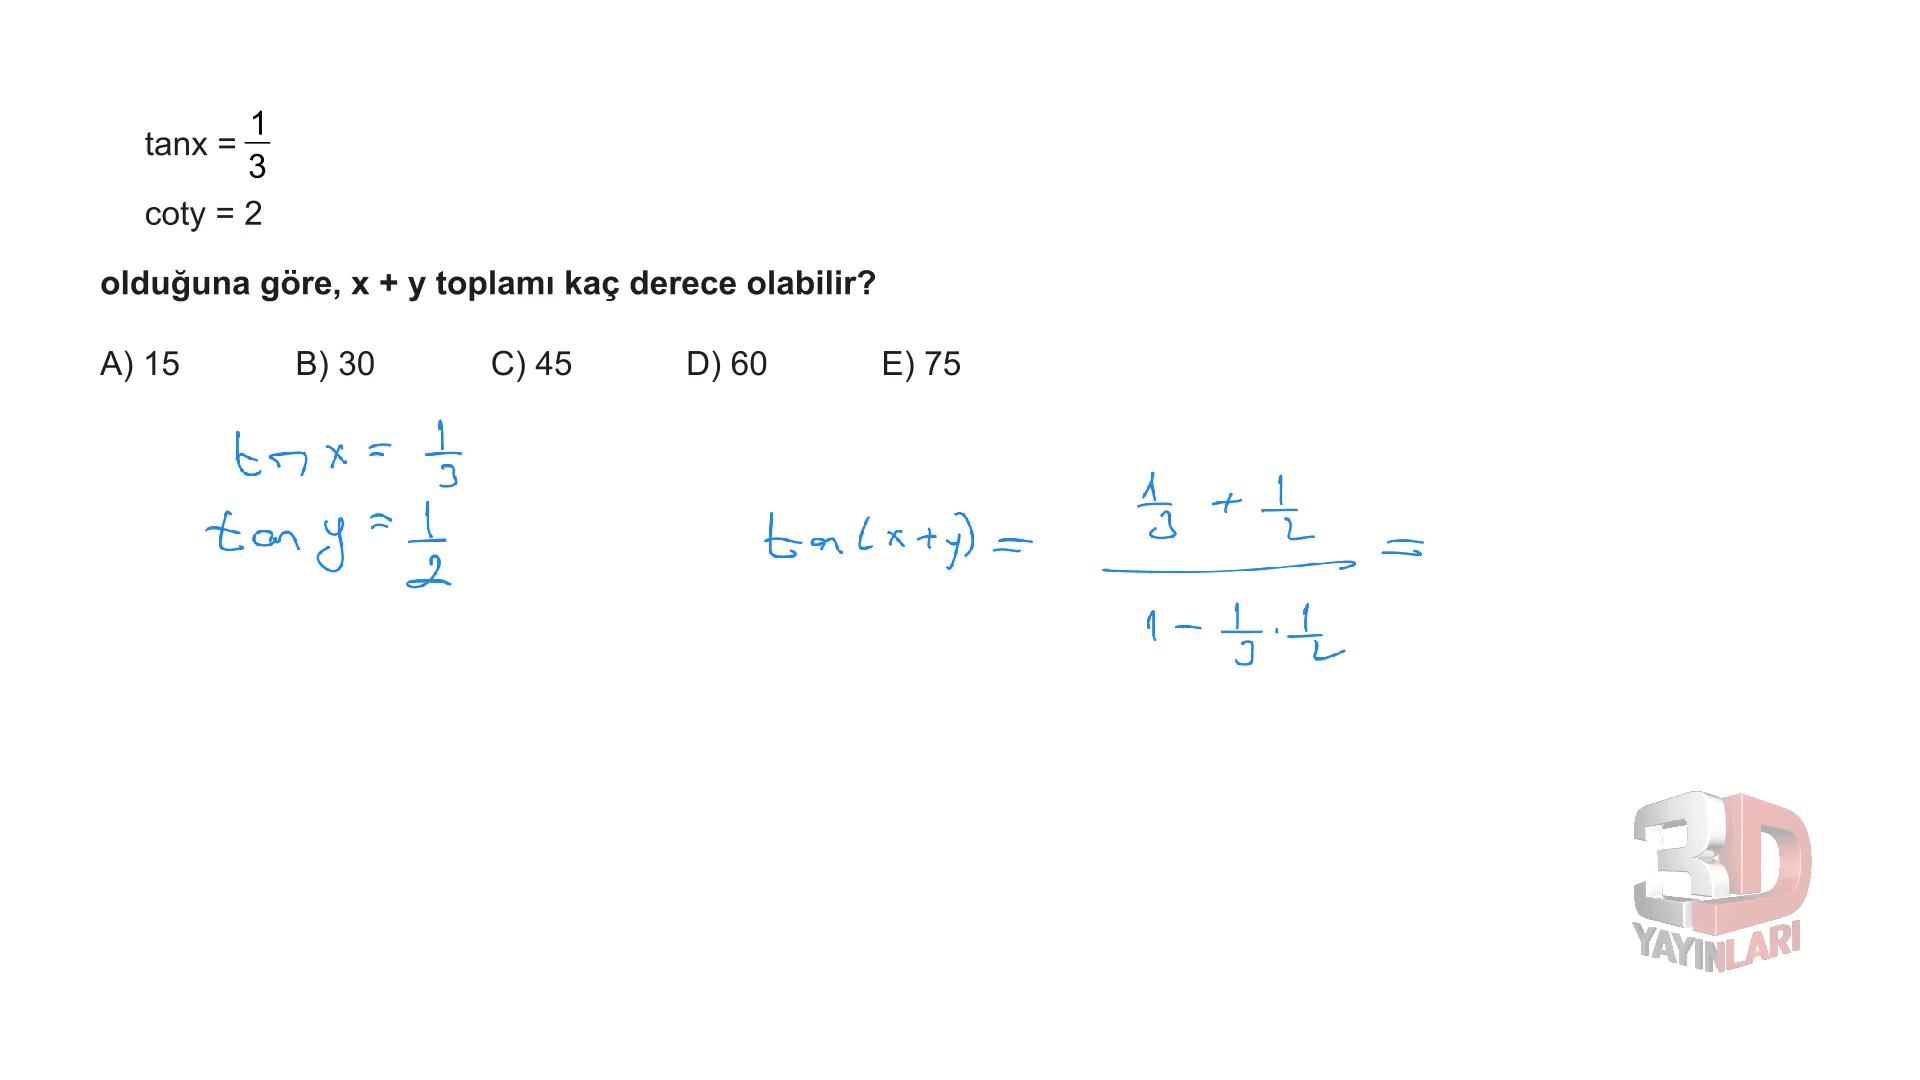 tanx = 1/3
coty = 2
olduğuna göre, x + y toplamı kaç derece olabilir?
A) 15 B) 30 C) 45 D) 60 E) 75
tan x = 1/3
tan y = 1/2
tan(x+y) = (1/3 + 1/2)/(1 - 1/3 · 1/2) =
3D
YAYINLARI